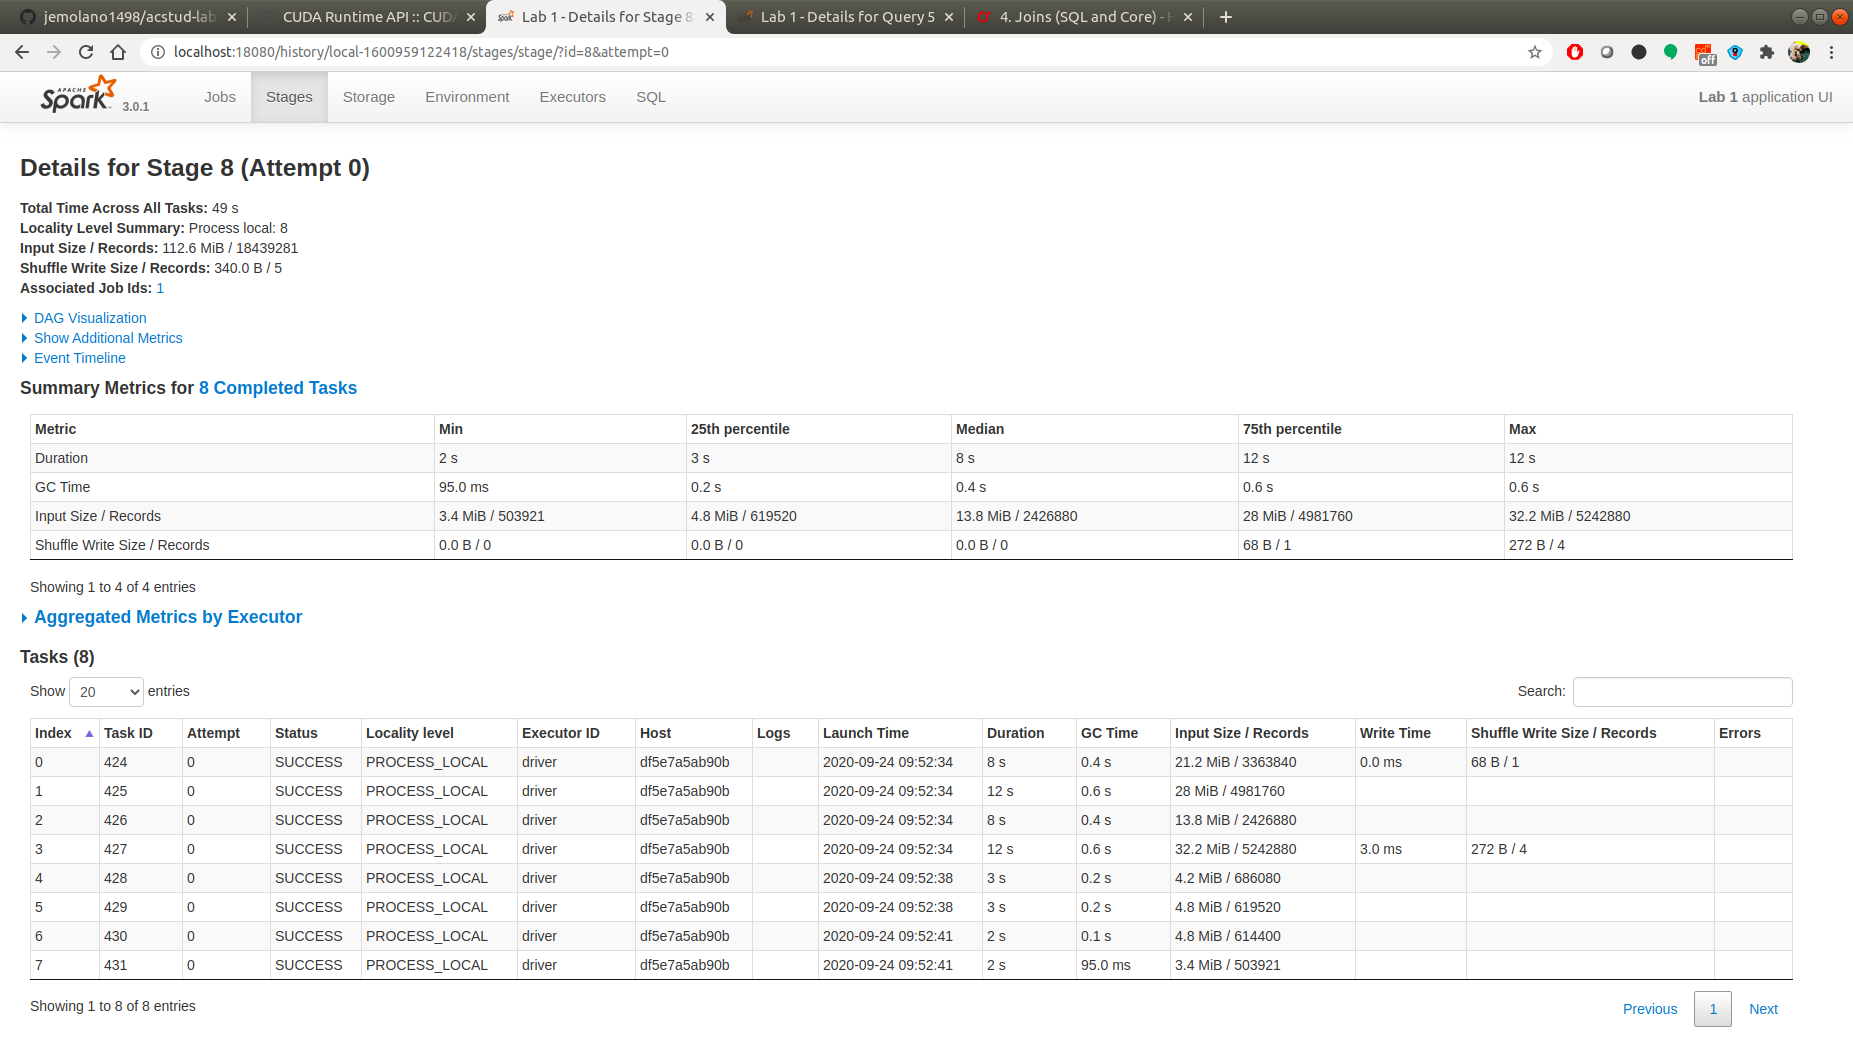 jemolano1498/acstud-lab
CUDA Runtime API :: CUDA
Lab 1 - Details for Stage 8
Lab 1 - Details for Query 5
4. Joins (SQL and Core) - H
localhost:18080/history/local-1600959122418/stages/stage/?id=8&attempt=0
off
APACHE Spark 3.0.1 Jobs Stages Storage Environment Executors SQL Lab 1 application UI
Details for Stage 8 (Attempt 0)
Total Time Across All Tasks: 49 s
Locality Level Summary: Process local: 8
Input Size / Records: 112.6 MiB / 18439281
Shuffle Write Size / Records: 340.0 B / 5
Associated Job Ids: 1
DAG Visualization
Show Additional Metrics
Event Timeline
Summary Metrics for 8 Completed Tasks
Metric Min 25th percentile Median 75th percentile Max
Duration 2 s 3 s 8 s 12 s 12 s
GC Time 95.0 ms 0.2 s 0.4 s 0.6 s 0.6 s
Input Size / Records 3.4 MiB / 503921 4.8 MiB / 619520 13.8 MiB / 2426880 28 MiB / 4981760 32.2 MiB / 5242880
Shuffle Write Size / Records 0.0 B / 0 0.0 B / 0 0.0 B / 0 68 B / 1 272 B / 4
Showing 1 to 4 of 4 entries
Aggregated Metrics by Executor
Tasks (8)
Show 20 entries Search:
Index Task ID Attempt Status Locality level Executor ID Host Logs Launch Time Duration GC Time Input Size / Records Write Time Shuffle Write Size / Records Errors
0 424 0 SUCCESS PROCESS_LOCAL driver df5e7a5ab90b 2020-09-24 09:52:34 8 s 0.4 s 21.2 MiB / 3363840 0.0 ms 68 B / 1
1 425 0 SUCCESS PROCESS_LOCAL driver df5e7a5ab90b 2020-09-24 09:52:34 12 s 0.6 s 28 MiB / 4981760
2 426 0 SUCCESS PROCESS_LOCAL driver df5e7a5ab90b 2020-09-24 09:52:34 8 s 0.4 s 13.8 MiB / 2426880
3 427 0 SUCCESS PROCESS_LOCAL driver df5e7a5ab90b 2020-09-24 09:52:34 12 s 0.6 s 32.2 MiB / 5242880 3.0 ms 272 B / 4
4 428 0 SUCCESS PROCESS_LOCAL driver df5e7a5ab90b 2020-09-24 09:52:38 3 s 0.2 s 4.2 MiB / 686080
5 429 0 SUCCESS PROCESS_LOCAL driver df5e7a5ab90b 2020-09-24 09:52:38 3 s 0.2 s 4.8 MiB / 619520
6 430 0 SUCCESS PROCESS_LOCAL driver df5e7a5ab90b 2020-09-24 09:52:41 2 s 0.1 s 4.8 MiB / 614400
7 431 0 SUCCESS PROCESS_LOCAL driver df5e7a5ab90b 2020-09-24 09:52:41 2 s 95.0 ms 3.4 MiB / 503921
Showing 1 to 8 of 8 entries
Previous 1 Next